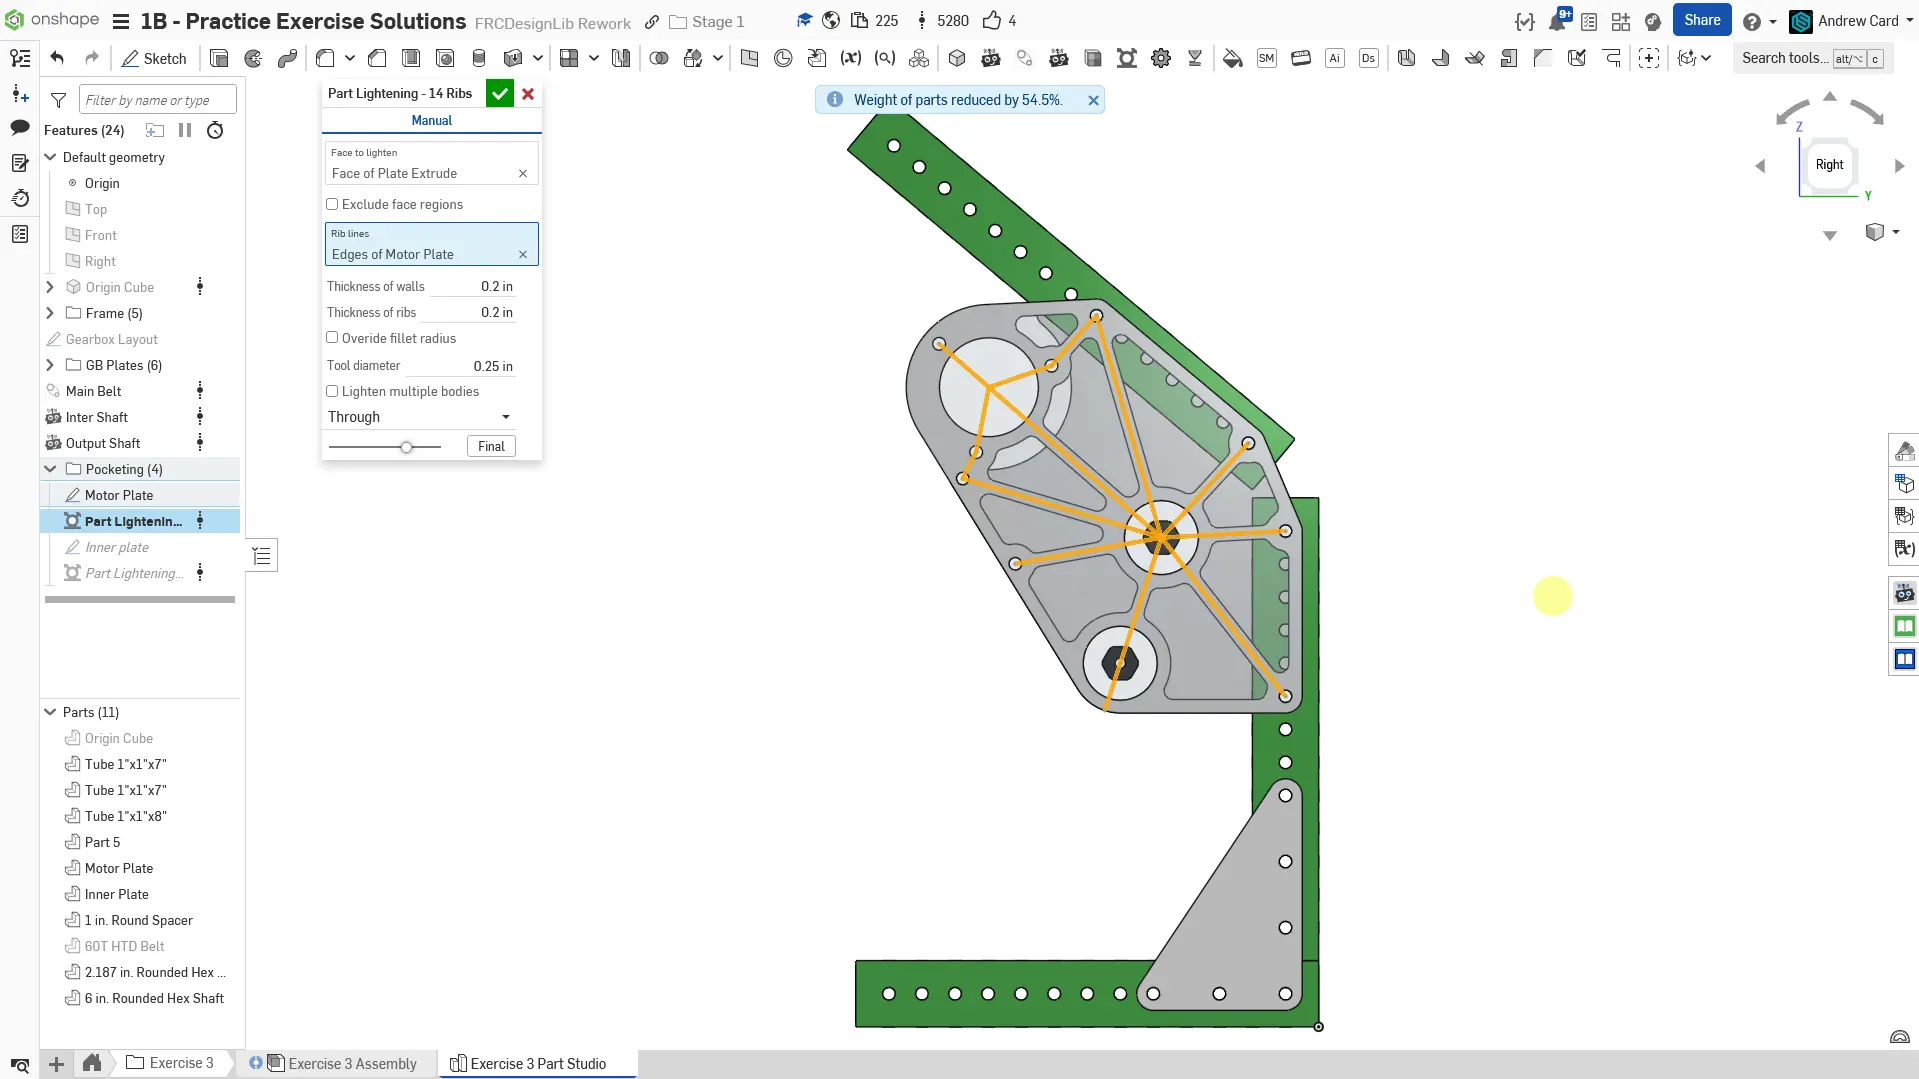 onshape
1B - Practice Exercise Solutions
FRCDesignLib Rework
Stage 1
225
5280
4
9+
Share
Andrew Card
Sketch
(x)
SM
Ai
Ds
Search tools...
alt/⌥
c
Filter by name or type
Features (24)
Default geometry
Origin
Top
Front
Right
Origin Cube
Frame (5)
Gearbox Layout
GB Plates (6)
Main Belt
Inter Shaft
Output Shaft
Pocketing (4)
Motor Plate
Part Lightenin...
Inner plate
Part Lightening...
Parts (11)
Origin Cube
Tube 1"x1"x7"
Tube 1"x1"x7"
Tube 1"x1"x8"
Part 5
Motor Plate
Inner Plate
1 in. Round Spacer
60T HTD Belt
2.187 in. Rounded Hex ...
6 in. Rounded Hex Shaft
Part Lightening - 14 Ribs
Manual
Face to lighten
Face of Plate Extrude
Exclude face regions
Rib lines
Edges of Motor Plate
Thickness of walls 0.2 in
Thickness of ribs 0.2 in
Overide fillet radius
Tool diameter 0.25 in
Lighten multiple bodies
Through
Final
Weight of parts reduced by 54.5%.
Z
Right
Y
(x)
Exercise 3
Exercise 3 Assembly
Exercise 3 Part Studio